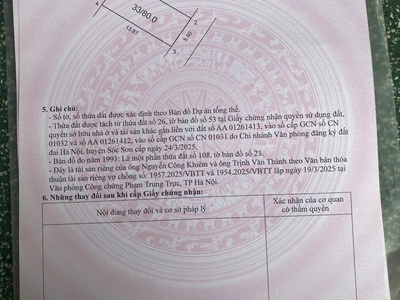 33/80.0
4
2
13.87
5.80
3
5. Ghi chú:
- Số tờ, số thửa đất được xác định theo Bản đồ Dự án tổng thể.
- Thửa đất được tách từ thửa đất số 26, tờ bản đồ số 53 tại Giấy chứng nhận quyền sử dụng đất,
quyền sở hữu nhà ở và tài sản khác gắn liền với đất số AA 01261413, vào sổ cấp GCN số CN
01032 và số AA 01261412, vào sổ cấp GCN số CN 01031 do Chi nhánh Văn phòng đăng ký đất
đai Hà Nội, huyện Sóc Sơn cấp ngày 24/3/2025.
- Bản đồ đo năm 1993: Là một phần thửa đất số 108, tờ bản đồ số 23.
- Đây là tài sản riêng của ông Nguyễn Công Khiêm và ông Trịnh Văn Thành theo Văn bản thỏa
thuận tài sản riêng vợ chồng số: 1957.2025/VBTT và 1954.2025/VBTT lập ngày 19/3/2025 tại
Văn phòng Công chứng Phạm Trung Trực, TP Hà Nội.
6. Những thay đổi sau khi cấp Giấy chứng nhận:
Nội dung thay đổi và cơ sở pháp lý
Xác nhận của cơ quan
có thẩm quyền